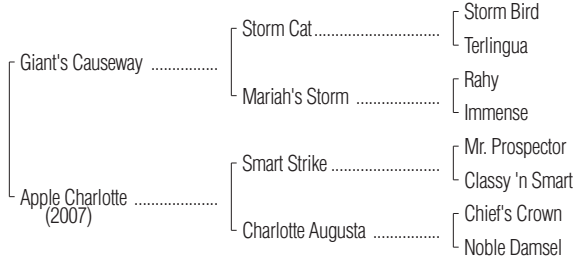 Storm Bird
Storm Cat..................
Terlingua
Giant's Causeway ................
Rahy
Mariah's Storm ....................
Immense
Mr. Prospector
Smart Strike ..........................
Classy 'n Smart
Apple Charlotte ....................
(2007)
Chief's Crown
Charlotte Augusta ................
Noble Damsel